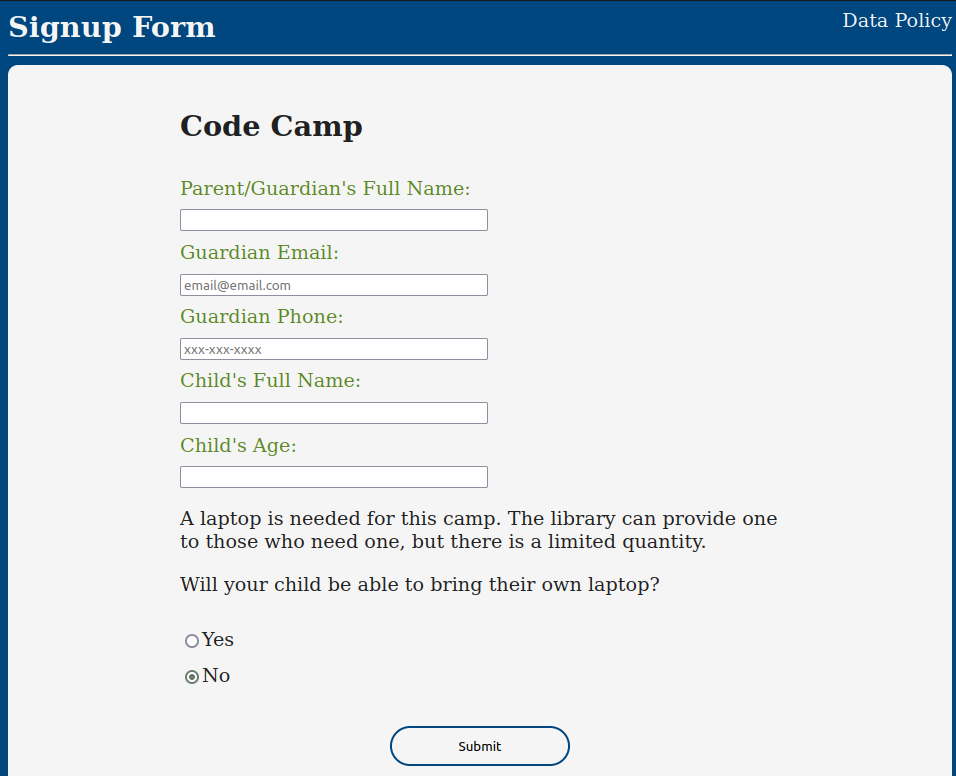 Signup Form
Data Policy
Code Camp
Parent/Guardian's Full Name:
Guardian Email:
email@email.com
Guardian Phone:
xxx-xxx-xxxx
Child's Full Name:
Child's Age:
A laptop is needed for this camp. The library can provide one
to those who need one, but there is a limited quantity.
Will your child be able to bring their own laptop?
Yes
No
Submit